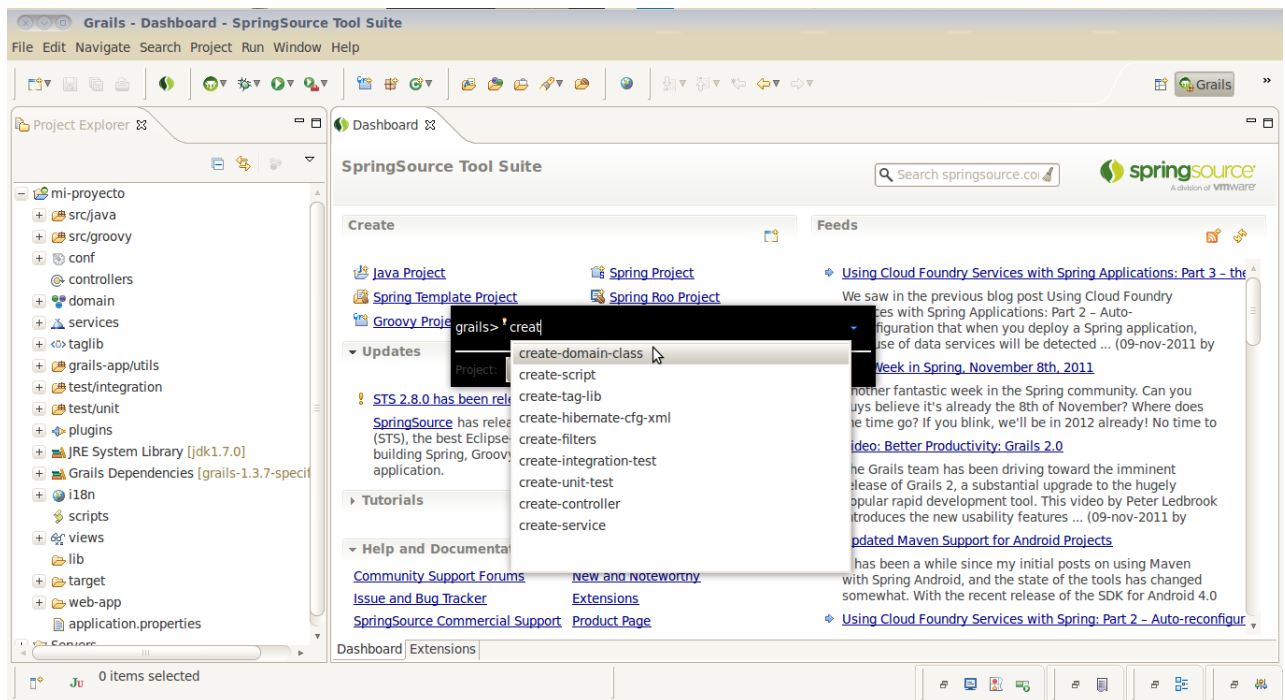 Grails - Dashboard - SpringSource Tool Suite
File Edit Navigate Search Project Run Window Help
Grails
»
Project Explorer
mi-proyecto
src/java
src/groovy
conf
controllers
domain
services
taglib
grails-app/utils
test/integration
test/unit
plugins
JRE System Library [jdk1.7.0]
Grails Dependencies [grails-1.3.7-specif
i18n
scripts
views
lib
target
web-app
application.properties
Servers
Dashboard
SpringSource Tool Suite
Search springsource.co
springsource
A division of vmware
Create
Java Project
Spring Project
Spring Template Project
Spring Roo Project
Groovy Proje
grails> creat
Project:
create-domain-class
create-script
create-tag-lib
create-hibernate-cfg-xml
create-filters
create-integration-test
create-unit-test
create-controller
create-service
Updates
STS 2.8.0 has been rele
SpringSource has relea
(STS), the best Eclipse-
building Spring, Groovy
application.
Tutorials
Help and Documenta
Community Support Forums
New and Noteworthy
Issue and Bug Tracker
Extensions
SpringSource Commercial Support
Product Page
Feeds
Using Cloud Foundry Services with Spring Applications: Part 3 – the
We saw in the previous blog post Using Cloud Foundry
ces with Spring Applications: Part 2 – Auto-
figuration that when you deploy a Spring application,
use of data services will be detected ... (09-nov-2011 by
Week in Spring, November 8th, 2011
nother fantastic week in the Spring community. Can you
uys believe it's already the 8th of November? Where does
he time go? If you blink, we'll be in 2012 already! No time to
ideo: Better Productivity: Grails 2.0
he Grails team has been driving toward the imminent
elease of Grails 2, a substantial upgrade to the hugely
opular rapid development tool. This video by Peter Ledbrook
troduces the new usability features ... (09-nov-2011 by
pdated Maven Support for Android Projects
has been a while since my initial posts on using Maven
with Spring Android, and the state of the tools has changed
somewhat. With the recent release of the SDK for Android 4.0
Using Cloud Foundry Services with Spring: Part 2 – Auto-reconfigur
Dashboard Extensions
Ju 0 items selected